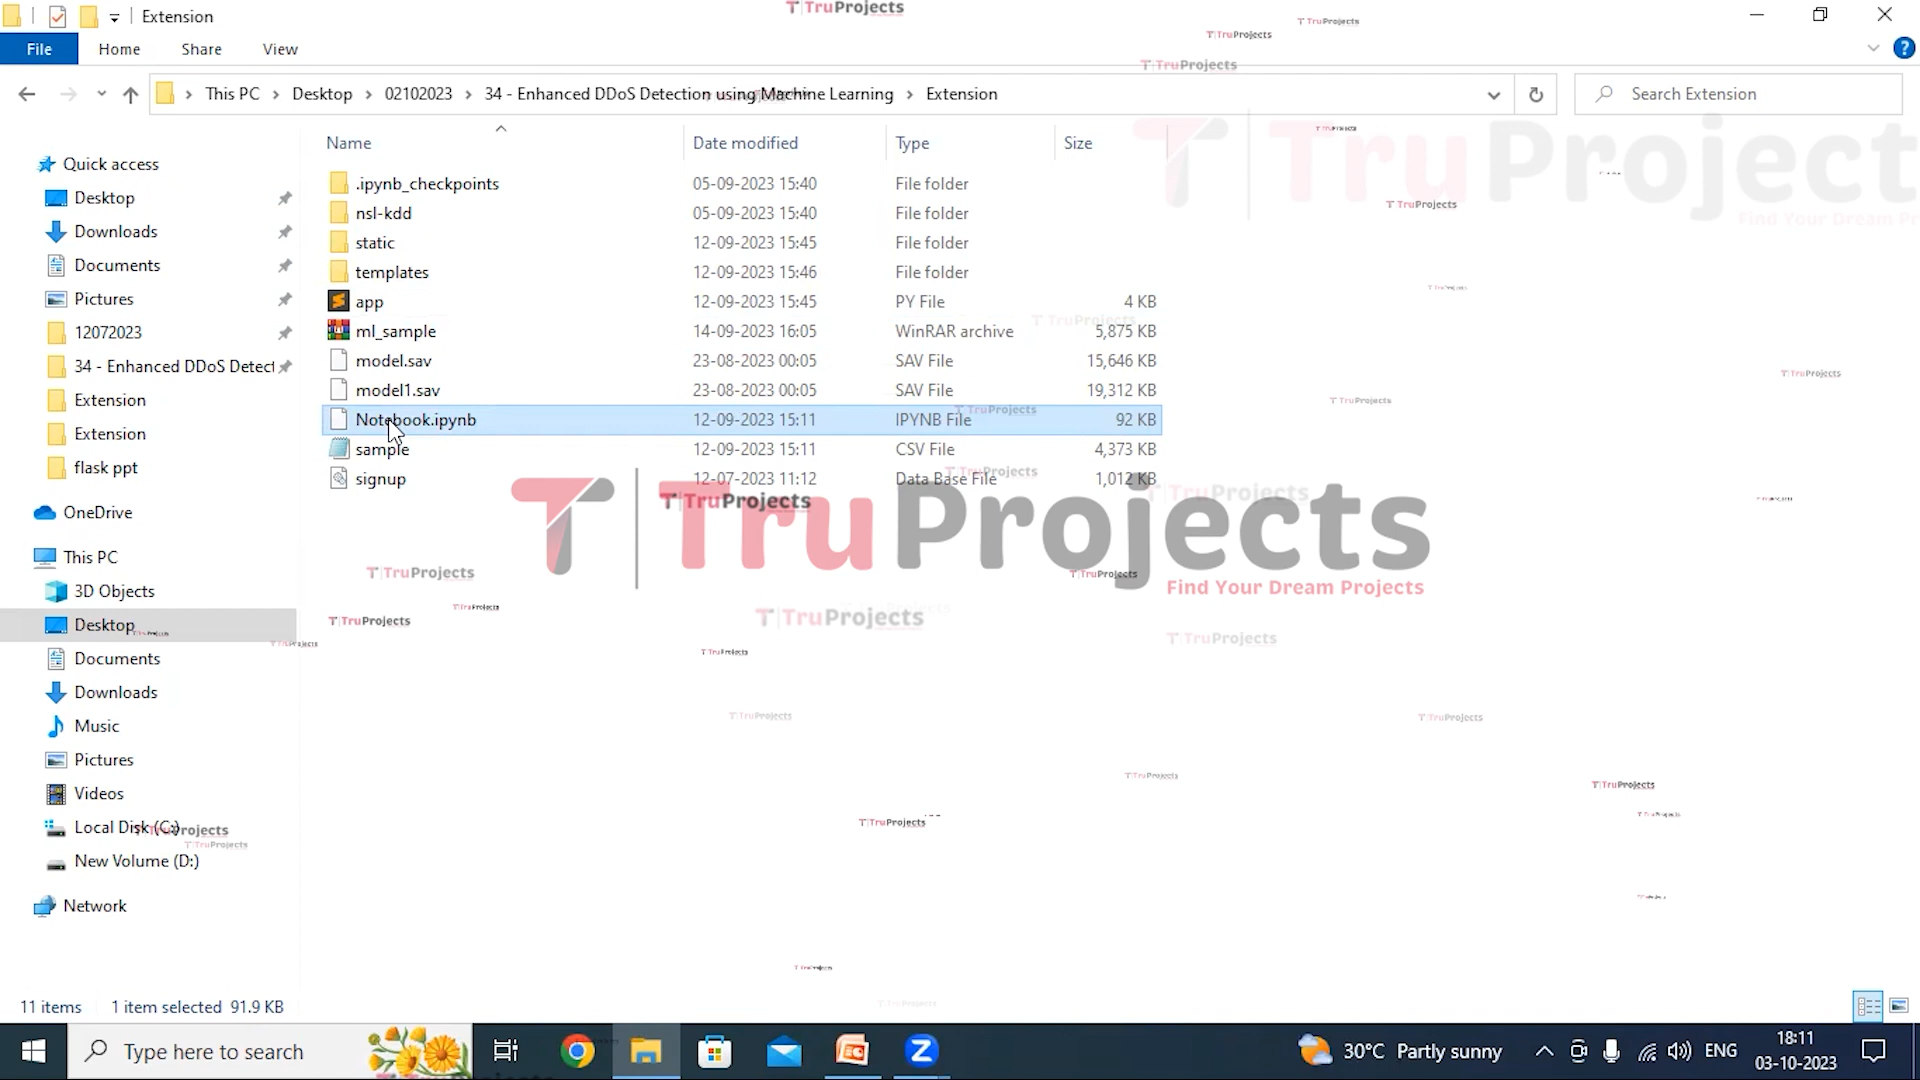 Extension
File Home Share View
This PC Desktop 02102023 34 - Enhanced DDoS Detection using Machine Learning Extension
Search Extension
Name Date modified Type Size
.ipynb_checkpoints 05-09-2023 15:40 File folder
nsl-kdd 05-09-2023 15:40 File folder
static 12-09-2023 15:45 File folder
templates 12-09-2023 15:46 File folder
app 12-09-2023 15:45 PY File 4 KB
ml_sample 14-09-2023 16:05 WinRAR archive 5,875 KB
model.sav 23-08-2023 00:05 SAV File 15,646 KB
model1.sav 23-08-2023 00:05 SAV File 19,312 KB
Notebook.ipynb 12-09-2023 15:11 IPYNB File 92 KB
sample 12-09-2023 15:11 CSV File 4,373 KB
signup 12-07-2023 11:12 Data Base File 1,012 KB
Quick access
Desktop
Downloads
Documents
Pictures
12072023
34 - Enhanced DDoS Detect
Extension
Extension
flask ppt
OneDrive
This PC
3D Objects
Desktop
Documents
Downloads
Music
Pictures
Videos
Local Disk (C:)
New Volume (D:)
Network
TruProjects
Find Your Dream Projects
11 items 1 item selected 91.9 KB
Type here to search
30°C Partly sunny
ENG
18:11
03-10-2023